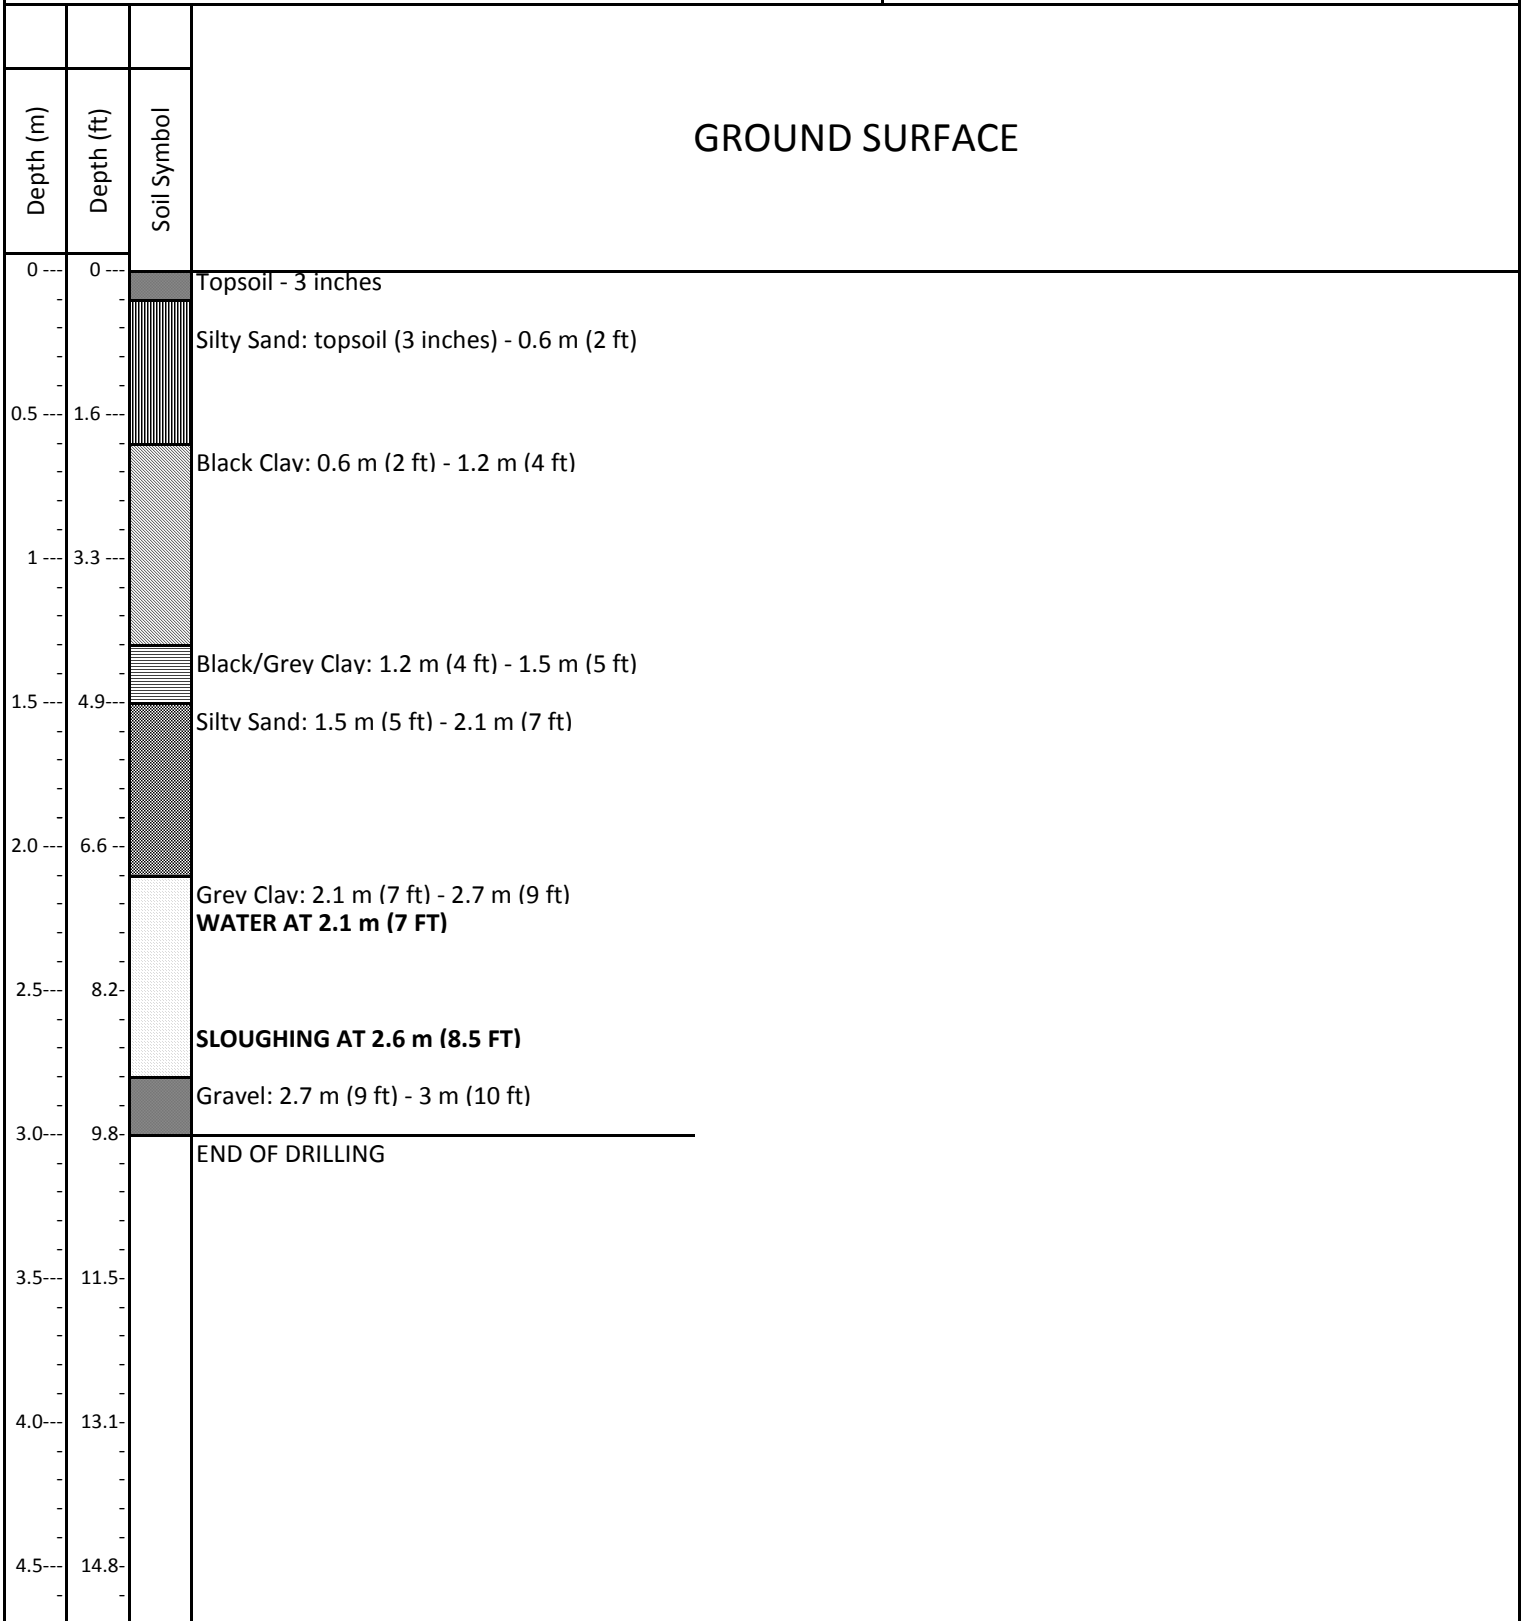 Depth (m)
Depth (ft)
Soil Symbol
GROUND SURFACE
0 --- 0 ---
Topsoil - 3 inches
- -
- -
Silty Sand: topsoil (3 inches) - 0.6 m (2 ft)
- -
- -
0.5 --- 1.6 ---
- -
Black Clay: 0.6 m (2 ft) - 1.2 m (4 ft)
- -
- -
- -
1 --- 3.3 ---
- -
- -
- -
Black/Grey Clay: 1.2 m (4 ft) - 1.5 m (5 ft)
- -
1.5 --- 4.9---
Silty Sand: 1.5 m (5 ft) - 2.1 m (7 ft)
- -
- -
- -
- -
2.0 --- 6.6 --
- -
Grey Clay: 2.1 m (7 ft) - 2.7 m (9 ft)
- -
WATER AT 2.1 m (7 FT)
- -
- -
2.5--- 8.2-
- -
SLOUGHING AT 2.6 m (8.5 FT)
- -
- -
Gravel: 2.7 m (9 ft) - 3 m (10 ft)
- -
3.0--- 9.8-
END OF DRILLING
- -
- -
- -
- -
3.5--- 11.5-
- -
- -
- -
- -
4.0--- 13.1-
- -
- -
- -
- -
4.5--- 14.8-
- -